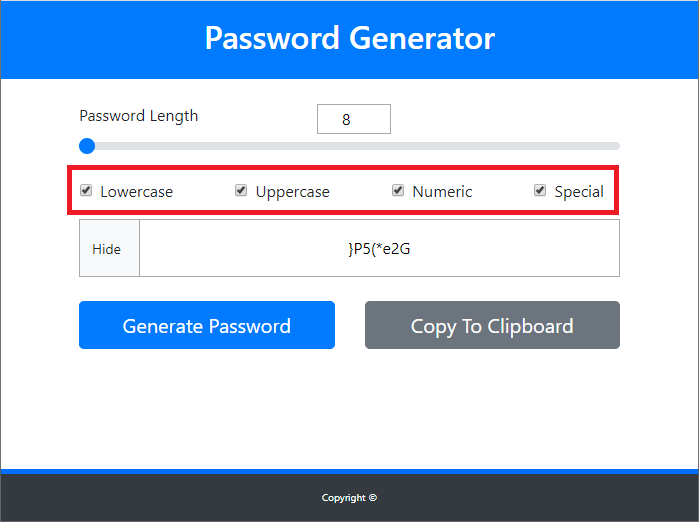 Password Generator
Password Length 8
Lowercase Uppercase Numeric Special
Hide }P5(*e2G
Generate Password Copy To Clipboard
Copyright ©